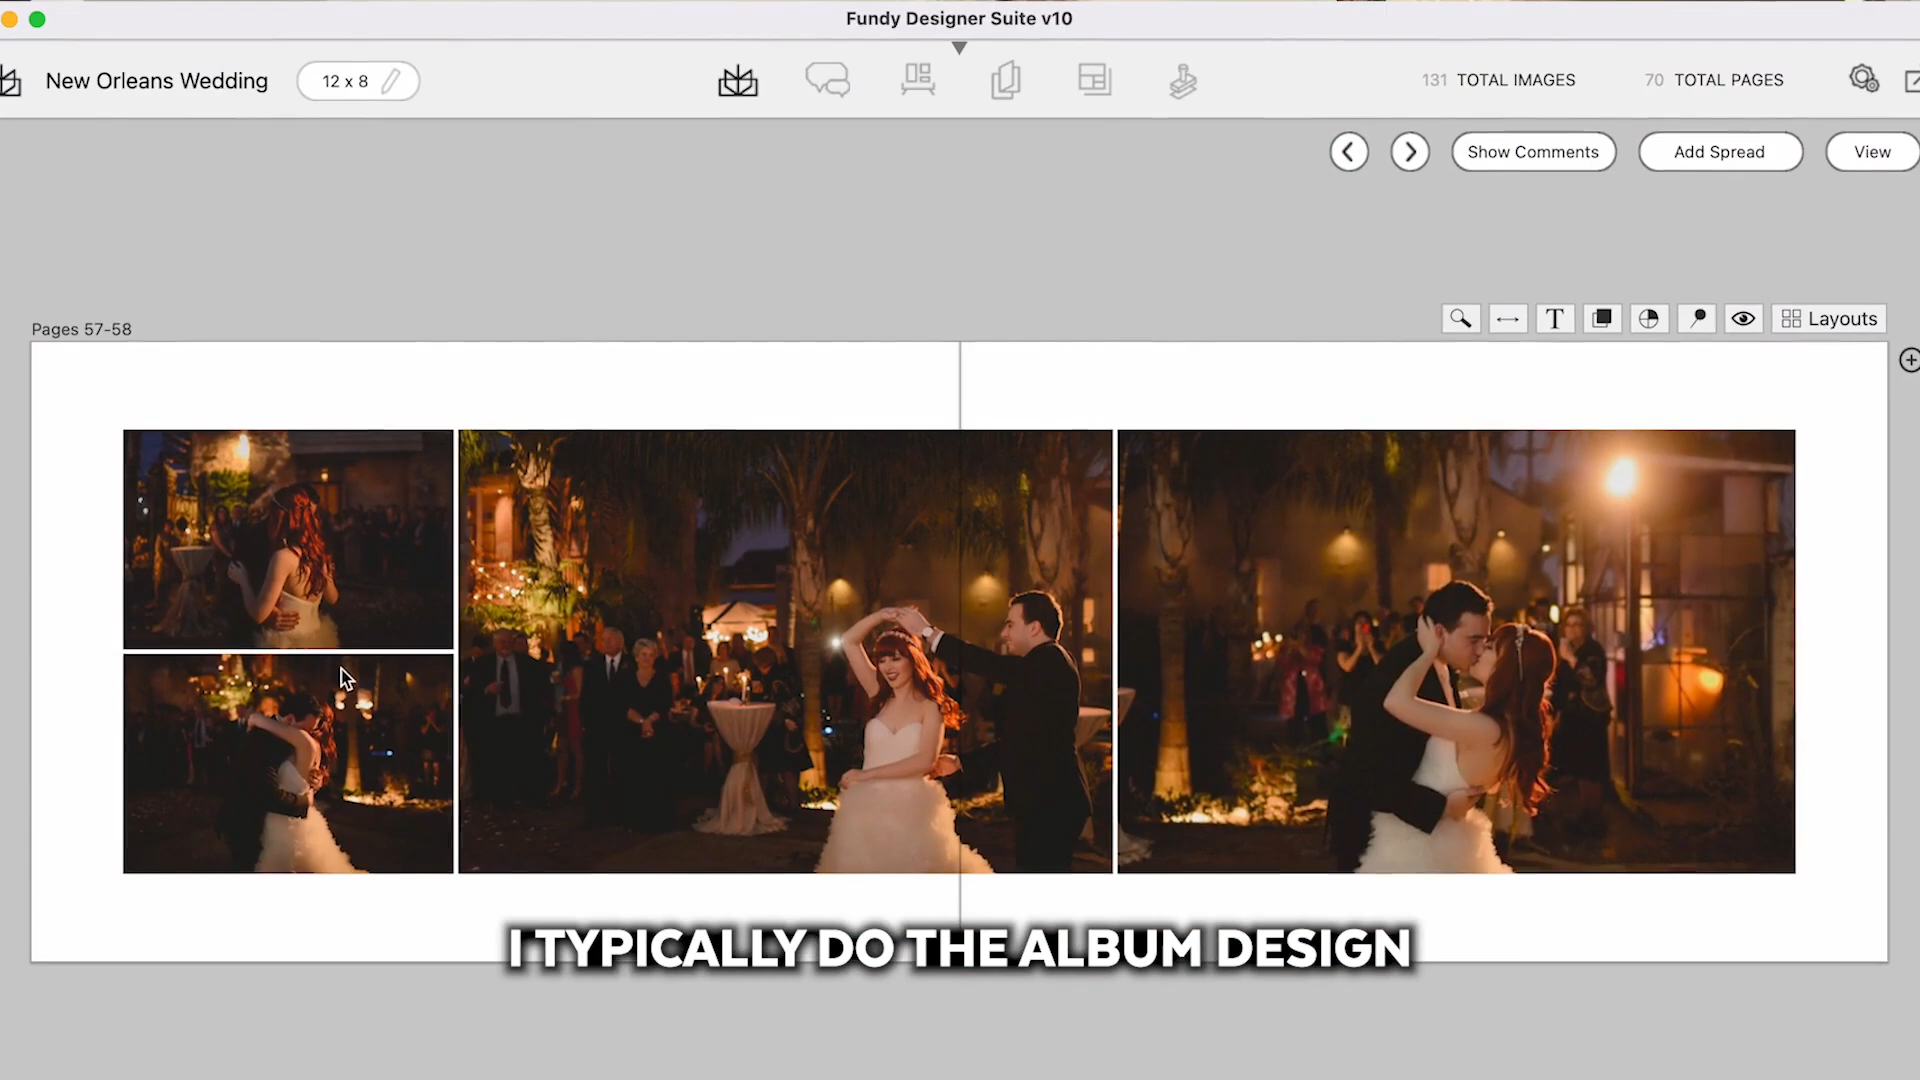 Fundy Designer Suite v10
New Orleans Wedding
12 x 8
131 TOTAL IMAGES
70 TOTAL PAGES
Show Comments
Add Spread
View
Pages 57-58
T
Layouts
I TYPICALLY DO THE ALBUM DESIGN